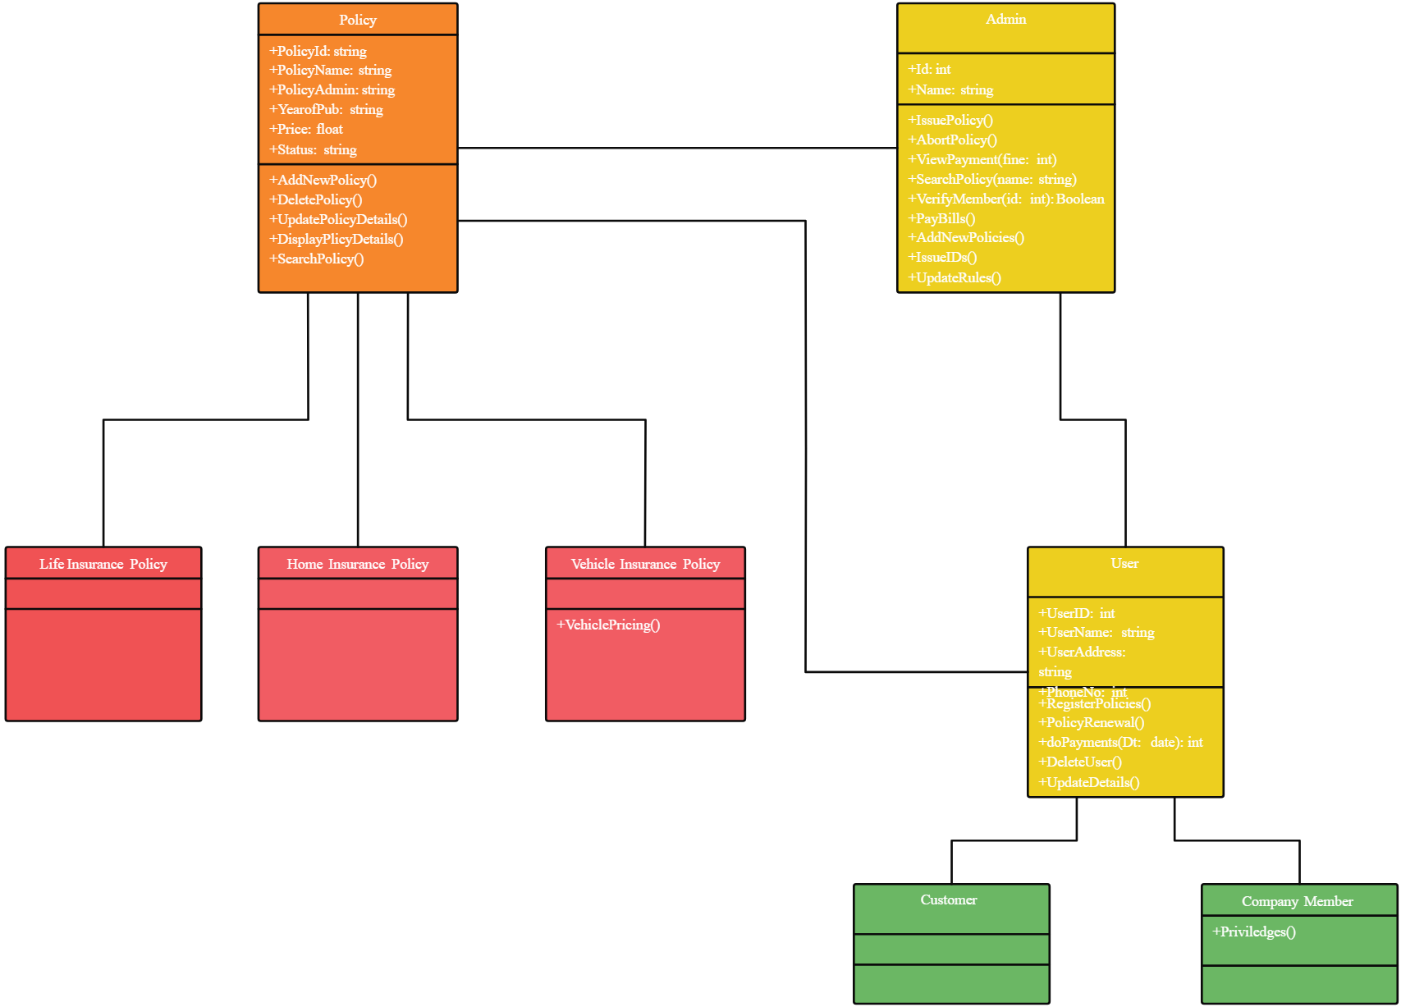 Policy
+PolicyId: string
+PolicyName: string
+PolicyAdmin: string
+YearofPub: string
+Price: float
+Status: string
+AddNewPolicy()
+DeletePolicy()
+UpdatePolicyDetails()
+DisplayPlicyDetails()
+SearchPolicy()
Admin
+Id: int
+Name: string
+IssuePolicy()
+AbortPolicy()
+ViewPayment(fine: int)
+SearchPolicy(name: string)
+VerifyMember(id: int): Boolean
+PayBills()
+AddNewPolicies()
+IssueIDs()
+UpdateRules()
Life Insurance Policy
Home Insurance Policy
Vehicle Insurance Policy
+VehiclePricing()
User
+UserID: int
+UserName: string
+UserAddress:
string
+PhoneNo: int
+RegisterPolicies()
+PolicyRenewal()
+doPayments(Dt: date): int
+DeleteUser()
+UpdateDetails()
Customer
Company Member
+Priviledges()